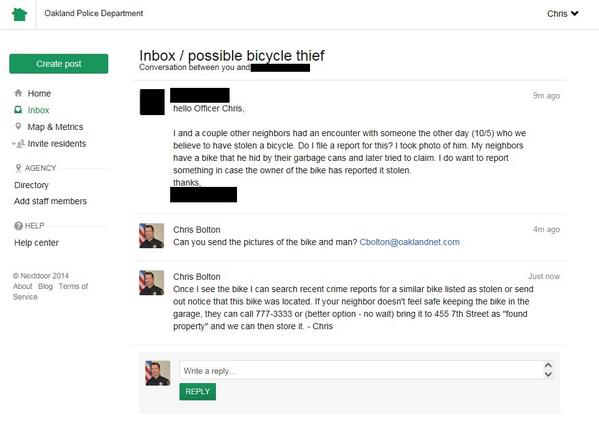 Oakland Police Department
Chris
Create post
Home
Inbox
Map & Metrics
Invite residents
AGENCY
Directory
Add staff members
HELP
Help center
© Nextdoor 2014
About Blog Terms of
Service
Inbox / possible bicycle thief
Conversation between you and
9m ago
hello Officer Chris,
I and a couple other neighbors had an encounter with someone the other day (10/5) who we
believe to have stolen a bicycle. Do I file a report for this? I took photo of him. My neighbors
have a bike that he hid by their garbage cans and later tried to claim. I do want to report
something in case the owner of the bike has reported it stolen.
thanks,
Chris Bolton
4m ago
Can you send the pictures of the bike and man? Cbolton@oaklandnet.com
Chris Bolton
Just now
Once I see the bike I can search recent crime reports for a similar bike listed as stolen or send
out notice that this bike was located. If your neighbor doesn't feel safe keeping the bike in the
garage, they can call 777-3333 or (better option - no wait) bring it to 455 7th Street as "found
property" and we can then store it. - Chris
Write a reply...
REPLY